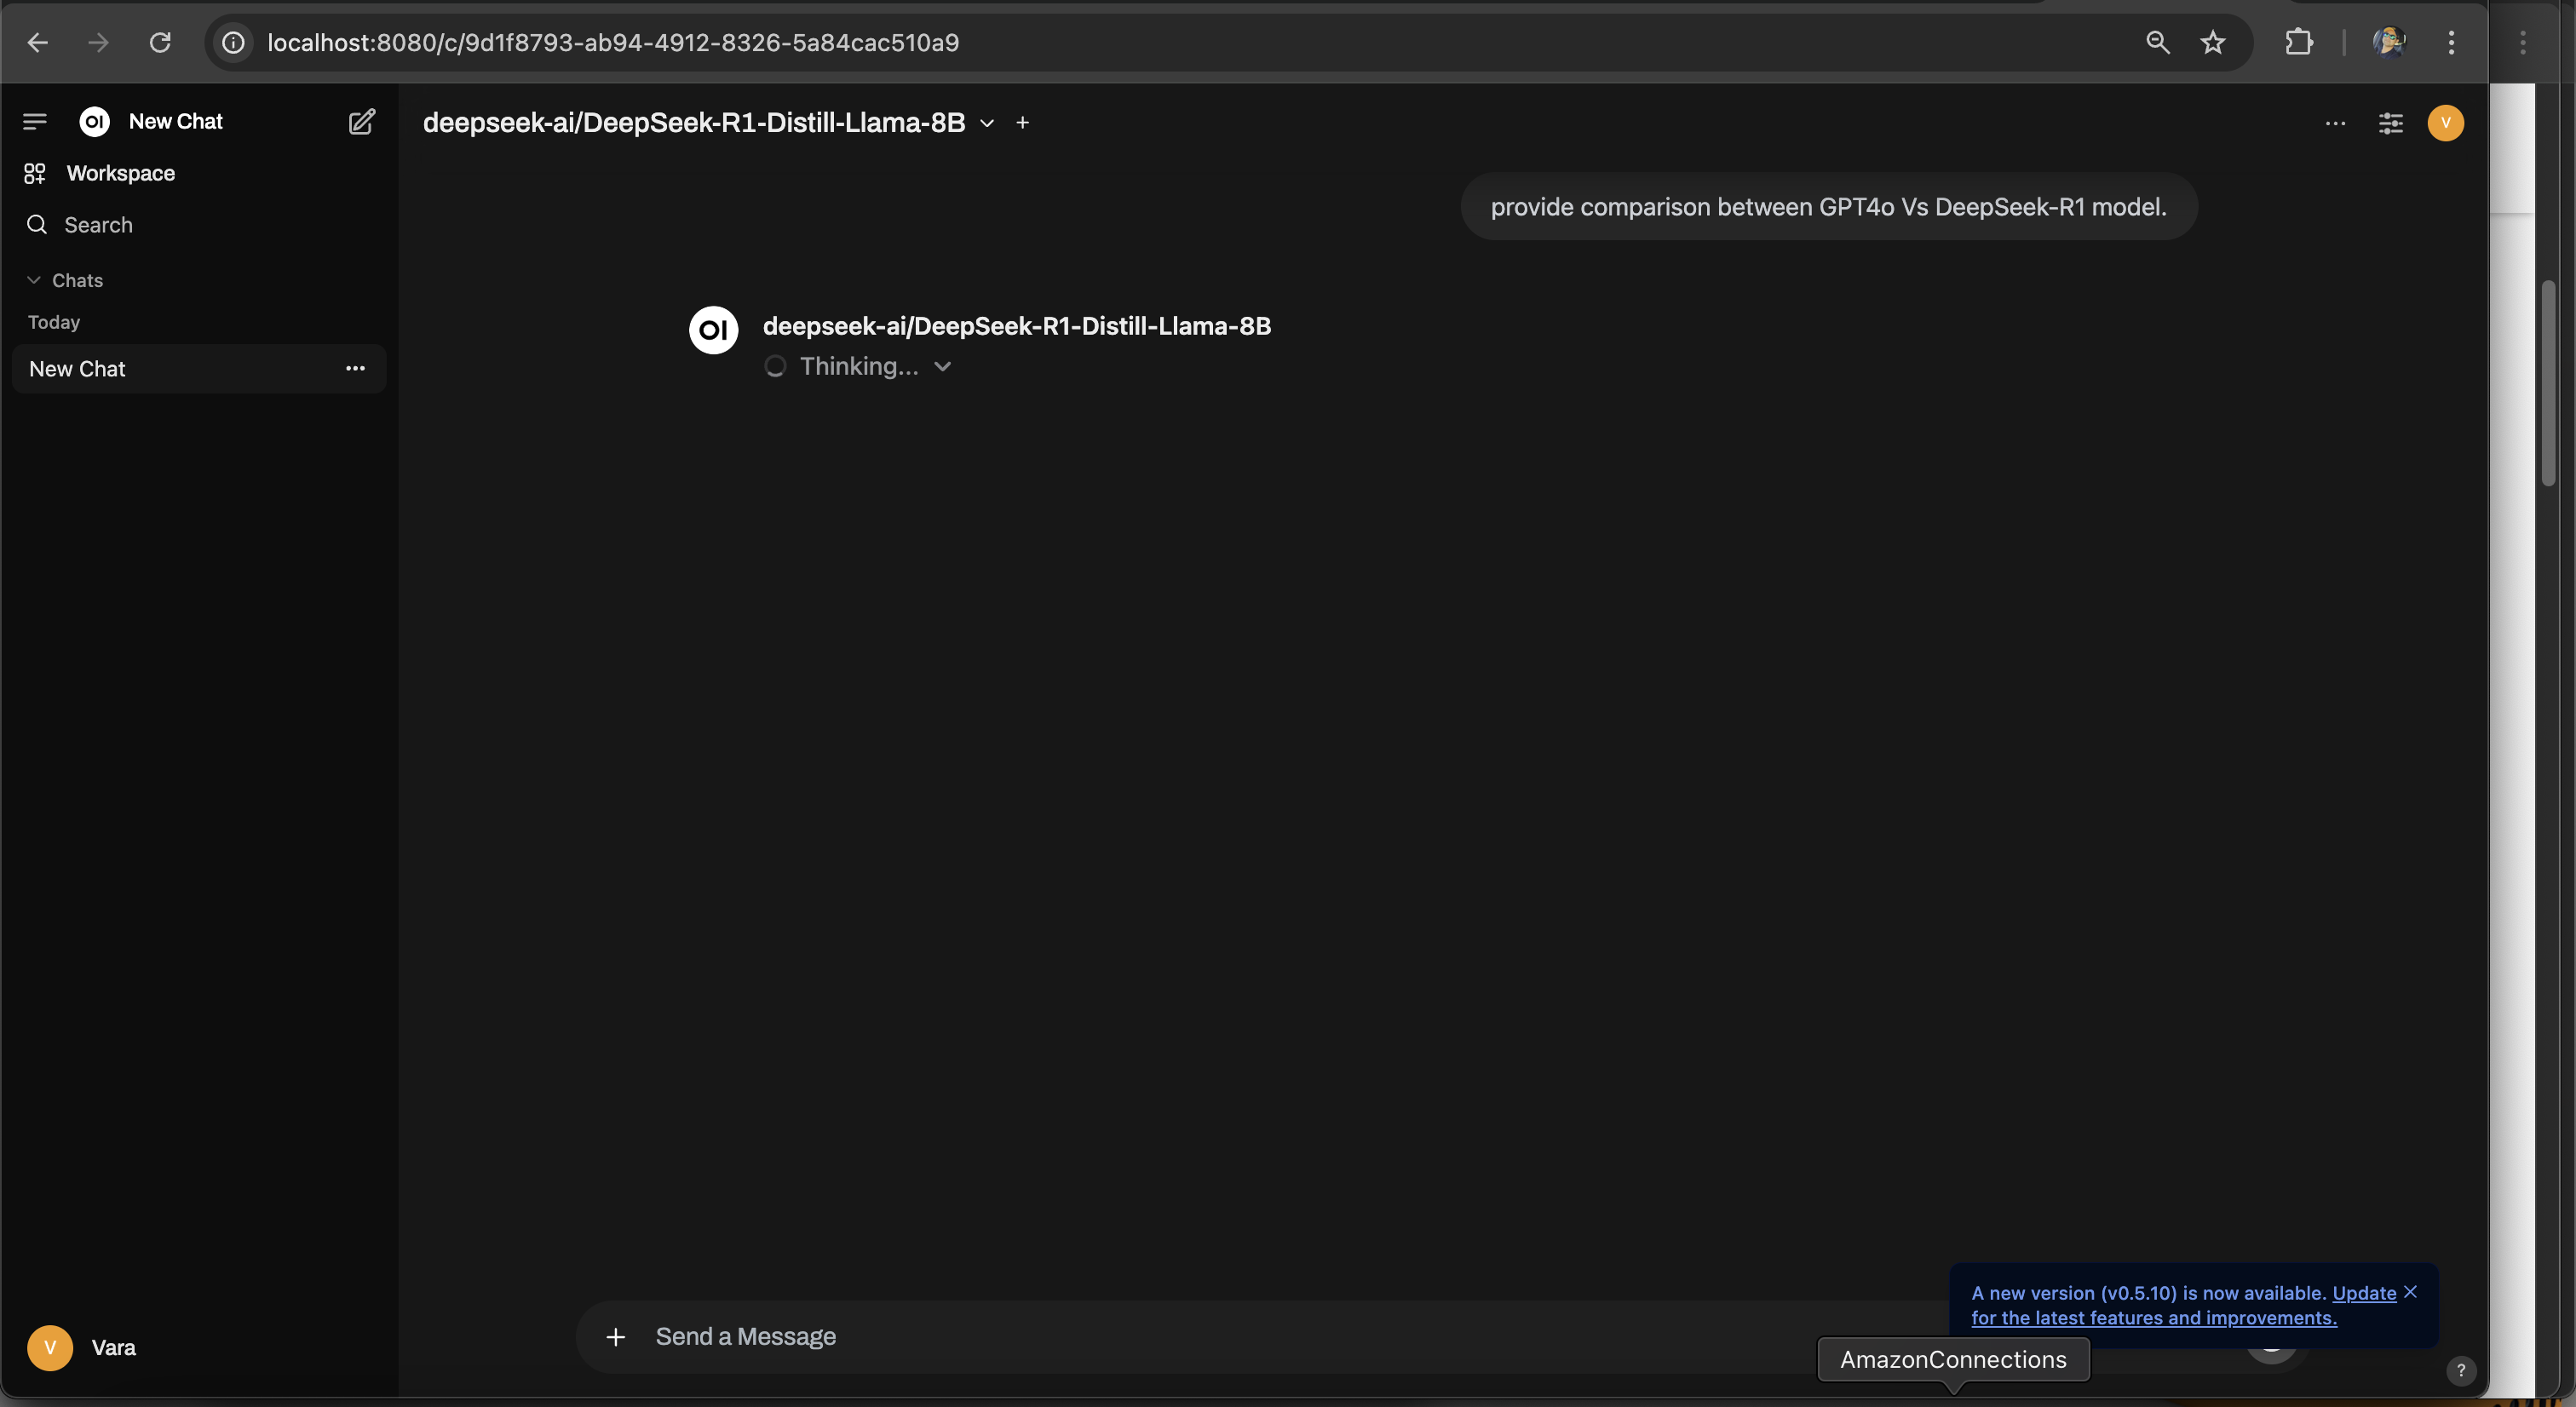 localhost:8080/c/9d1f8793-ab94-4912-8326-5a84cac510a9
OI New Chat
Workspace
Search
Chats
Today
New Chat
deepseek-ai/DeepSeek-R1-Distill-Llama-8B
V
provide comparison between GPT4o Vs DeepSeek-R1 model.
OI deepseek-ai/DeepSeek-R1-Distill-Llama-8B
Thinking...
A new version (v0.5.10) is now available. Update
for the latest features and improvements.
Send a Message
V Vara
AmazonConnections
?